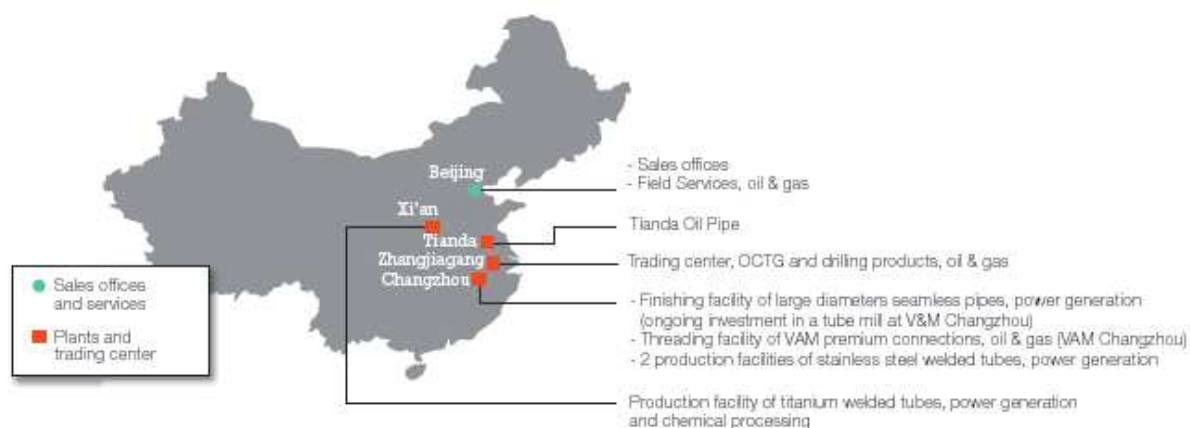 Beijing
Xi'an
Tianda
Zhangjiagang
Changzhou
Sales offices
and services
Plants and
trading center
- Sales offices
- Field Services, oil & gas
Tianda Oil Pipe
Trading center, OCTG and drilling products, oil & gas
- Finishing facility of large diameters seamless pipes, power generation
(ongoing investment in a tube mill at V&M Changzhou)
- Threading facility of VAM premium connections, oil & gas (VAM Changzhou)
- 2 production facilities of stainless steel welded tubes, power generation
Production facility of titanium welded tubes, power generation
and chemical processing